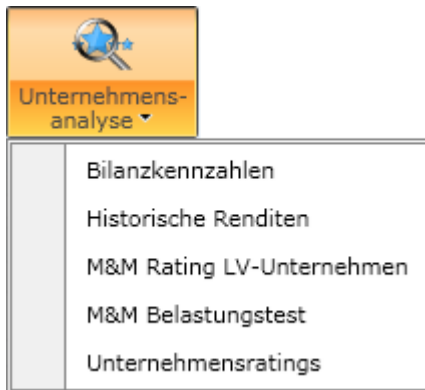 Unternehmens-
analyse
Bilanzkennzahlen
Historische Renditen
M&M Rating LV-Unternehmen
M&M Belastungstest
Unternehmensratings